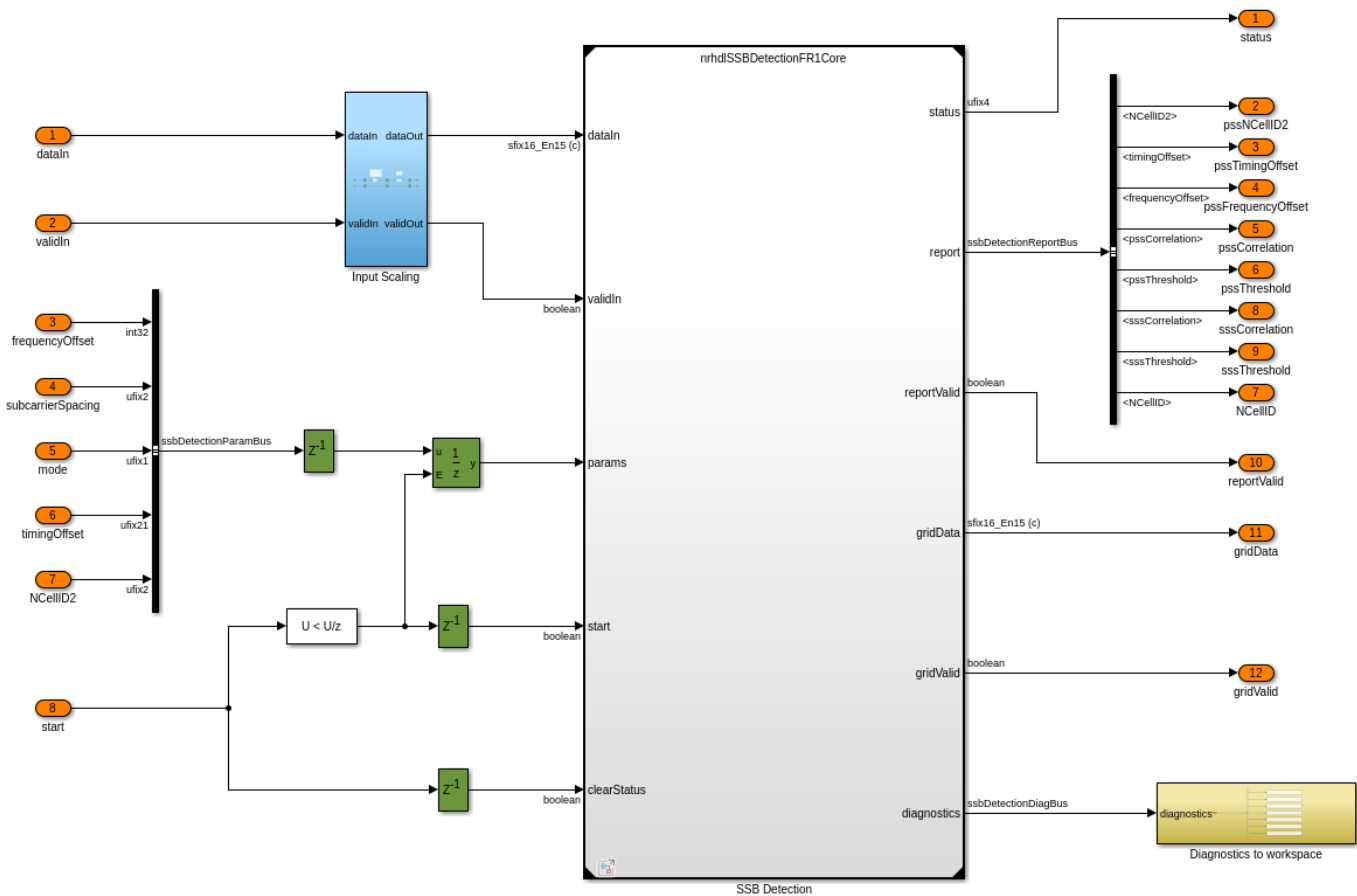 1
status
nrhdlSSBDetectionFR1Core
status
ufix4
<NCellID2>
2
pssNCellID2
1
dataIn
dataIn
dataOut
sfix16_En15 (c)
dataIn
<timingOffset>
3
pssTimingOffset
<frequencyOffset>
4
pssFrequencyOffset
2
validIn
validIn
validOut
Input Scaling
report
ssbDetectionReportBus
<pssCorrelation>
5
pssCorrelation
<pssThreshold>
6
pssThreshold
validIn
boolean
<sssCorrelation>
8
sssCorrelation
3
frequencyOffset
int32
<sssThreshold>
9
sssThreshold
4
subcarrierSpacing
ufix2
reportValid
boolean
<NCellID>
7
NCellID
5
mode
ufix1
ssbDetectionParamBus
Z-1
u
E
1
z
y
params
10
reportValid
6
timingOffset
ufix21
gridData
sfix16_En15 (c)
11
gridData
7
NCellID2
ufix2
U < U/z
Z-1
start
boolean
gridValid
boolean
12
gridValid
8
start
Z-1
clearStatus
boolean
diagnostics
ssbDetectionDiagBus
diagnostics
Diagnostics to workspace
SSB Detection